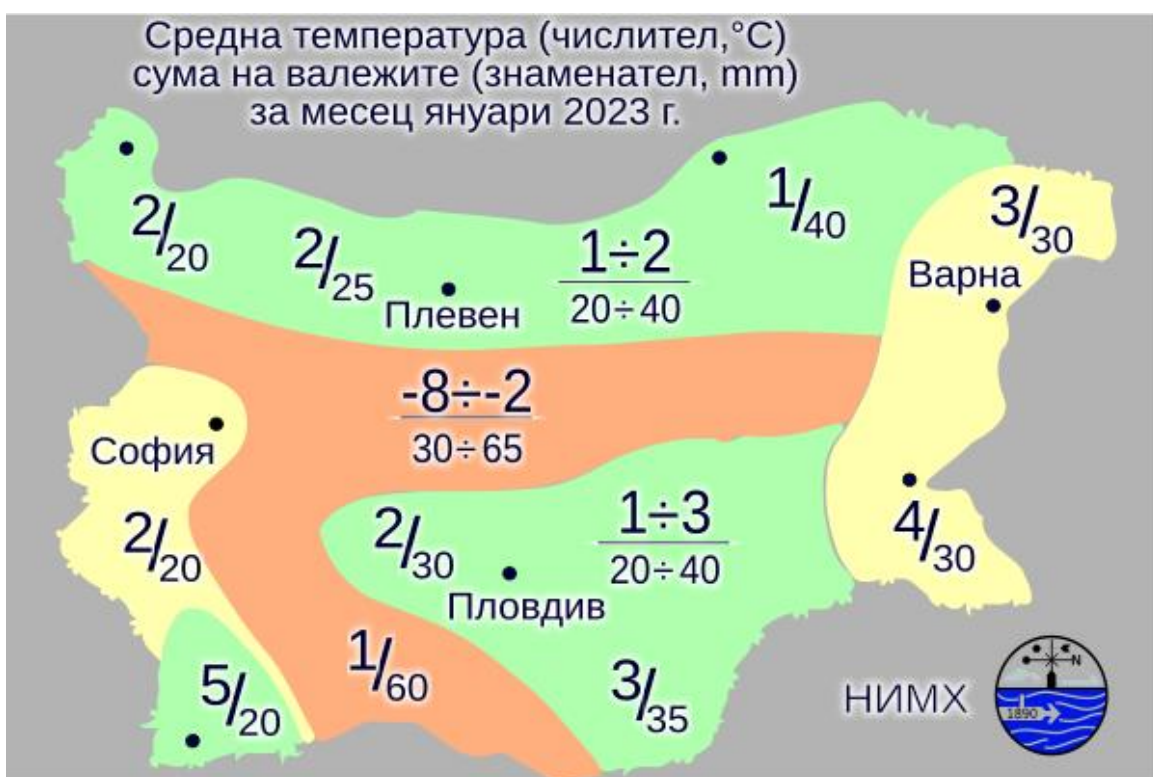 Средна температура (числител,°C)
сума на валежите (знаменател, mm)
за месец януари 2023 г.
2/20
2/25
Плевен
1÷2
20÷40
1/40
3/30
Варна
-8÷-2
30÷65
София
2/20
2/30
Пловдив
1÷3
20÷40
4/30
5/20
1/60
3/35
НИМХ
N
1890